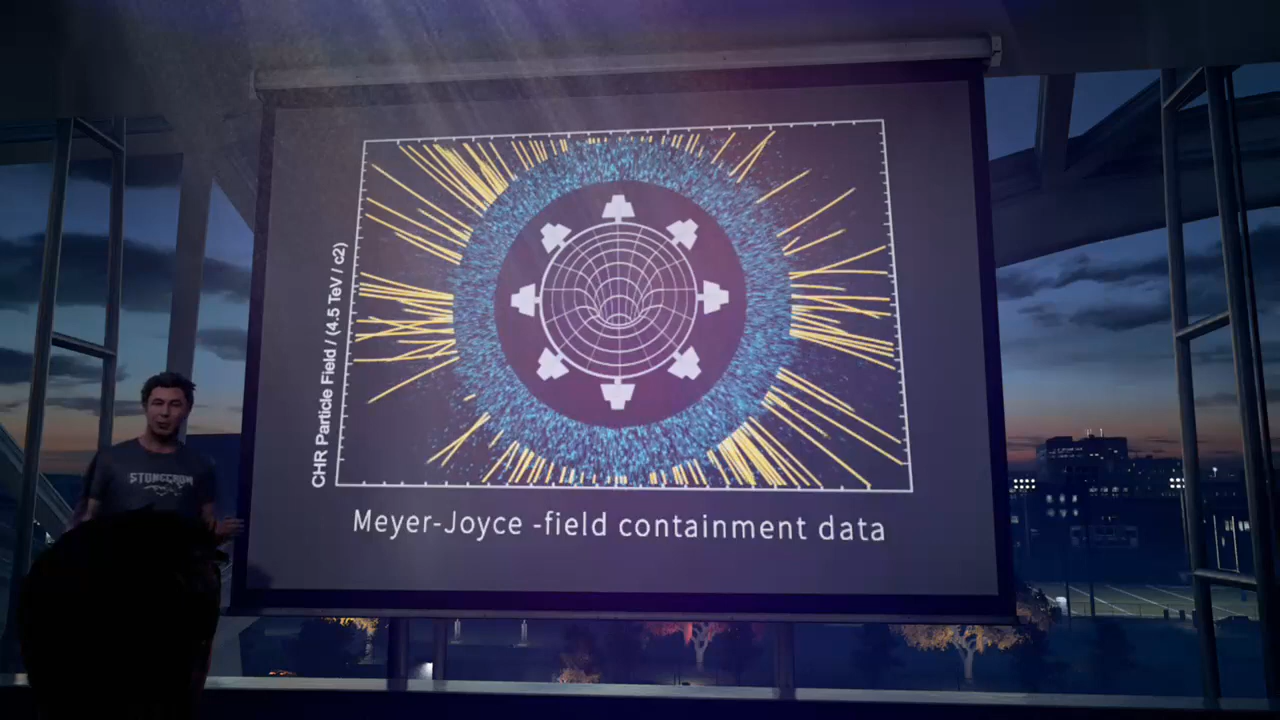 CHR Particle Field / (4.5 TeV / c2)
Meyer-Joyce -field containment data